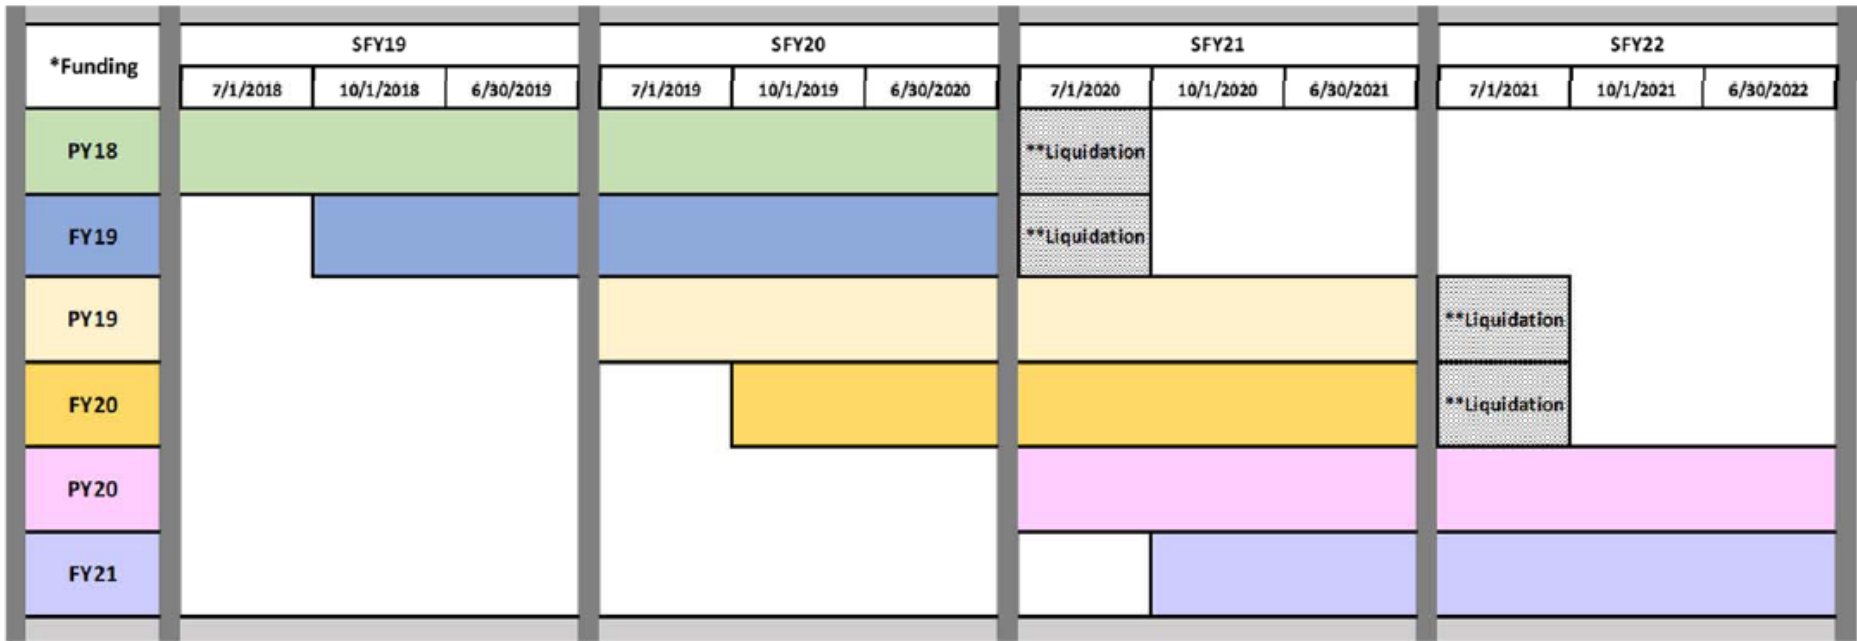 *Funding
SFY19 SFY20 SFY21 SFY22
7/1/2018 10/1/2018 6/30/2019 7/1/2019 10/1/2019 6/30/2020 7/1/2020 10/1/2020 6/30/2021 7/1/2021 10/1/2021 6/30/2022
PY18 **Liquidation
FY19 **Liquidation
PY19 **Liquidation
FY20 **Liquidation
PY20
FY21